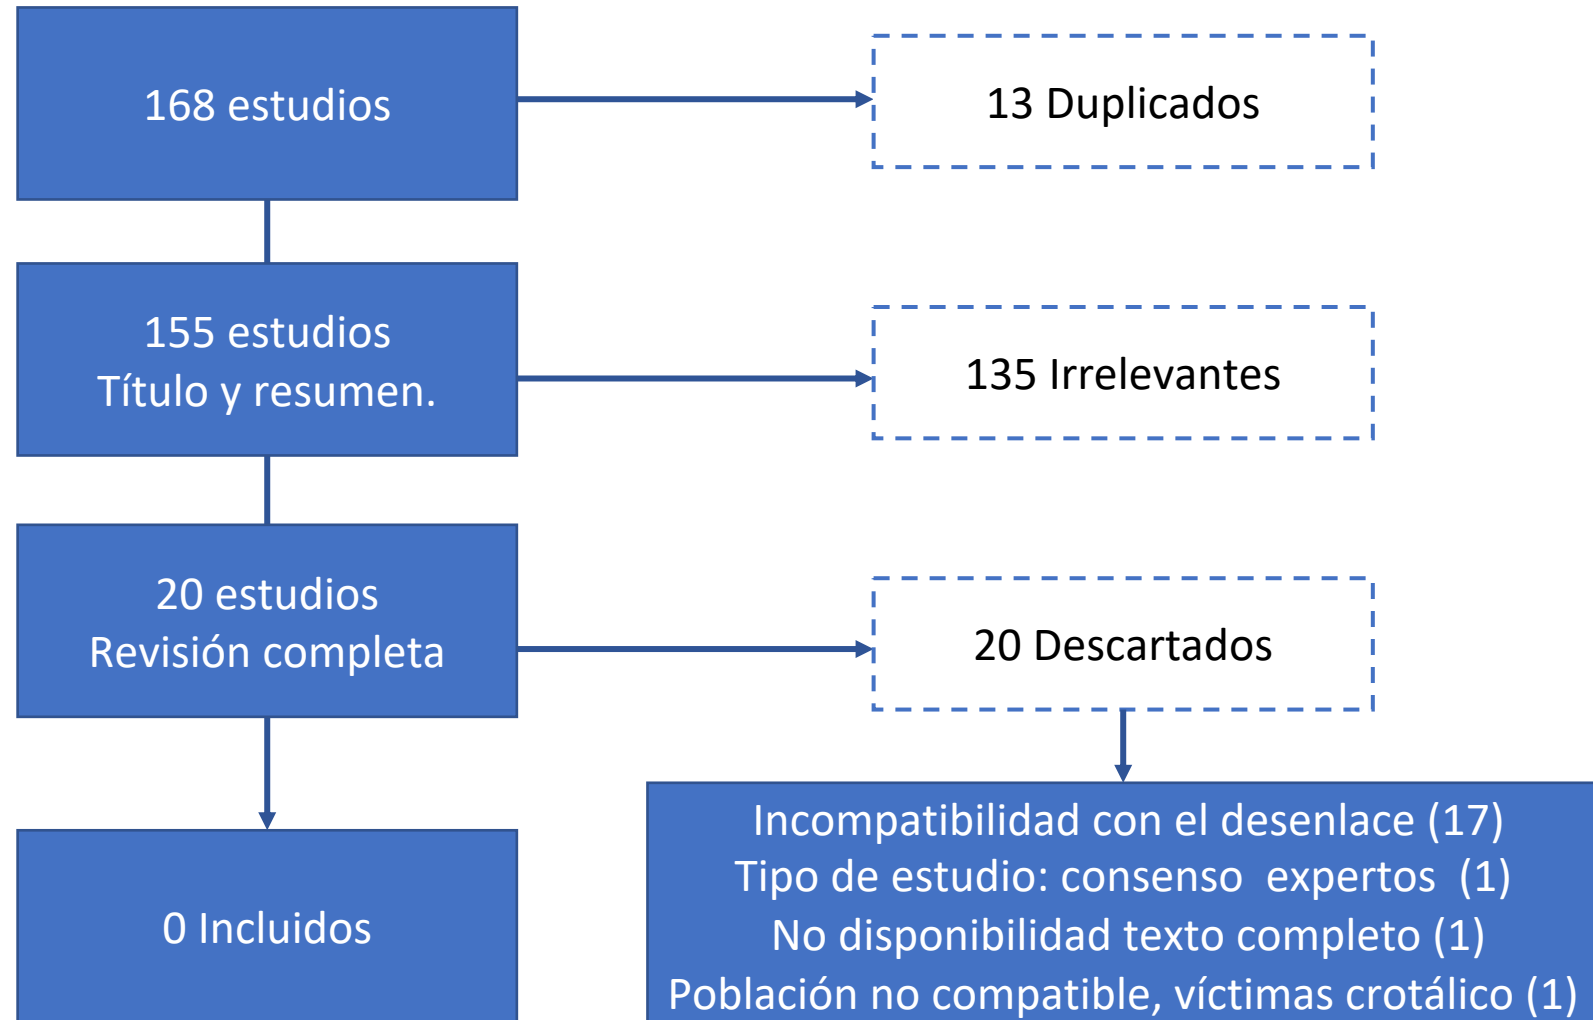 168 estudios
13 Duplicados
155 estudios
Título y resumen.
135 Irrelevantes
20 estudios
Revisión completa
20 Descartados
0 Incluidos
Incompatibilidad con el desenlace (17)
Tipo de estudio: consenso  expertos  (1)
No disponibilidad texto completo (1)
Población no compatible, víctimas crotálico (1)